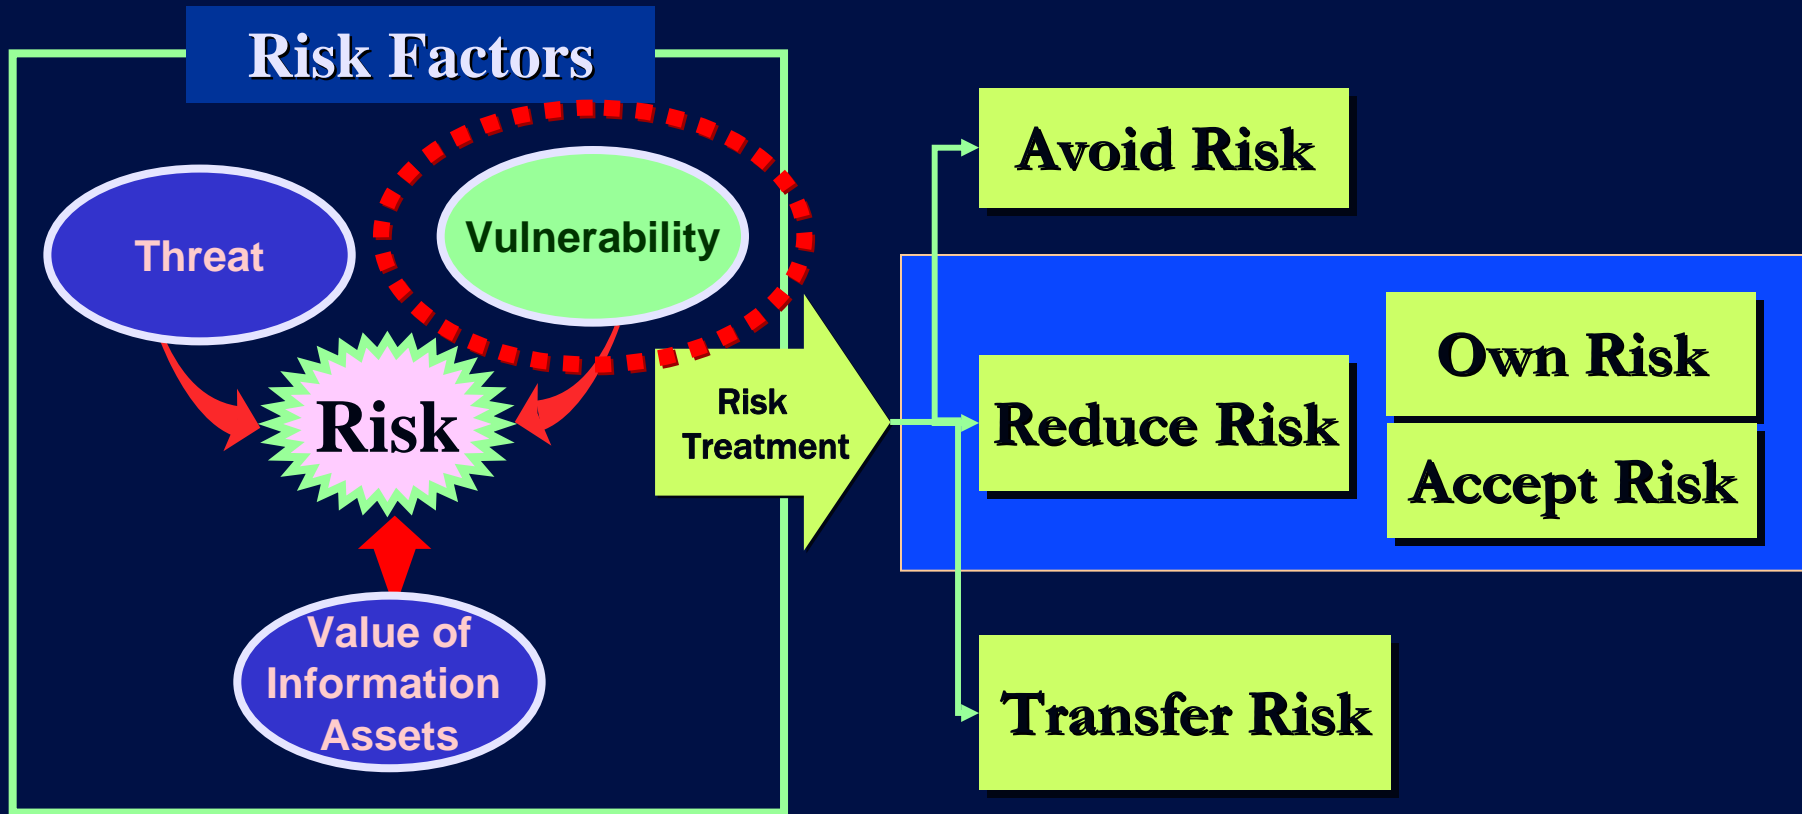 Risk Factors
Threat
Vulnerability
Risk
Value of
Information
Assets
Risk
Treatment
Avoid Risk
Reduce Risk
Own Risk
Accept Risk
Transfer Risk